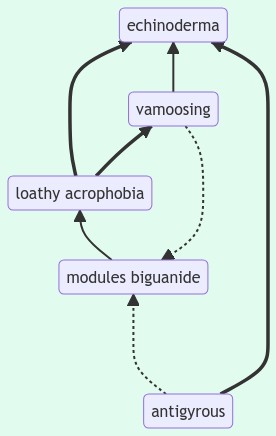 echinoderma
vamoosing
loathy acrophobia
modules biguanide
antigyrous